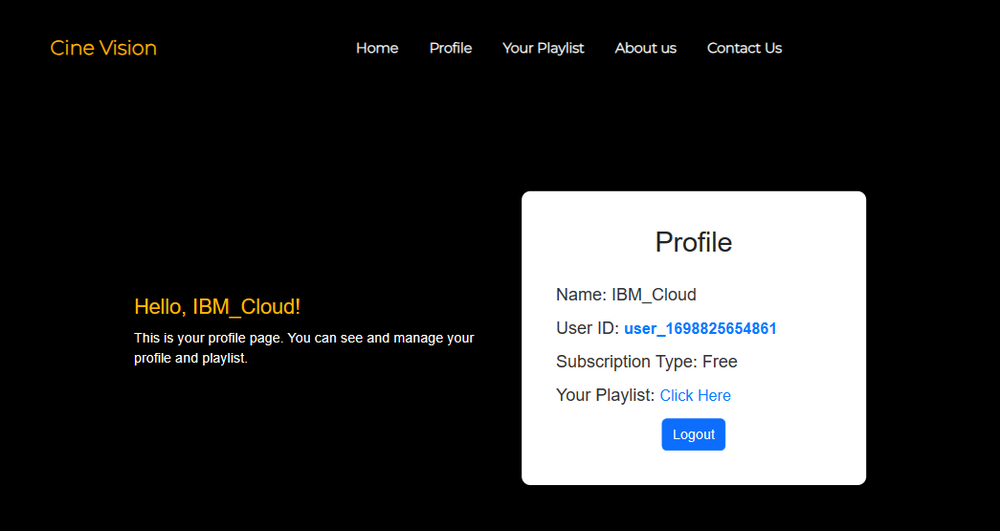 Cine Vision
Home Profile Your Playlist About us Contact Us
Hello, IBM_Cloud!
This is your profile page. You can see and manage your
profile and playlist.
Profile
Name: IBM_Cloud
User ID: user_1698825654861
Subscription Type: Free
Your Playlist: Click Here
Logout